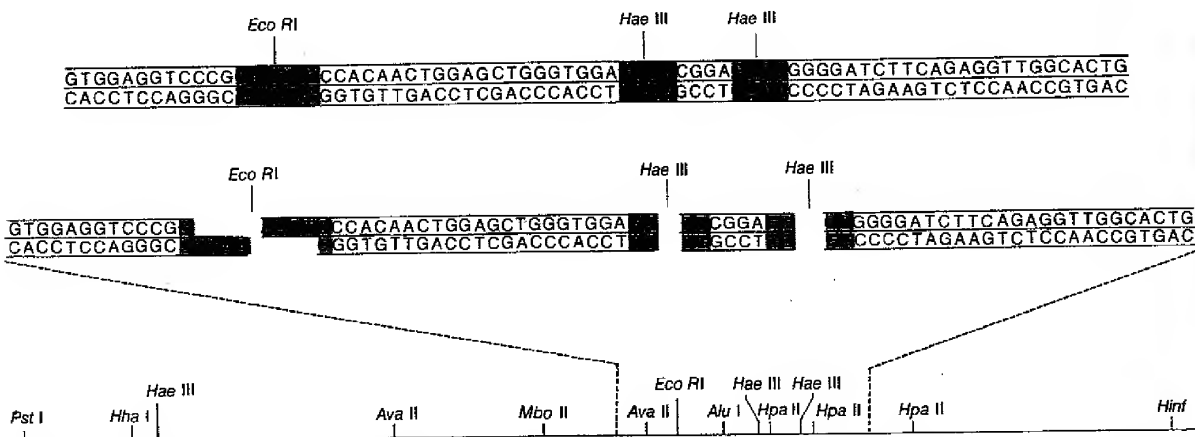 Eco RI Hae III Hae III
GTGGAGGTCCCG CCACAACTGGAGCTGGGTGGA CGGA GGGGATCTTCAGAGGTTGGCACTG
CACCTCCAGGGC GGTGTTGACCTCGACCCACCT GCCT CCCCTAGAAGTCTCCAACCGTGAC
Eco RI Hae III Hae III
GTGGAGGTCCCG CCACAACTGGAGCTGGGTGGA CGGA GGGGATCTTCAGAGGTTGGCACTG
CACCTCCAGGGC GGTGTTGACCTCGACCCACCT GCCT CCCCTAGAAGTCTCCAACCGTGAC
Hae III Eco RI Hae III Hae III
Pst I Hha I Ava II Mbo II Ava II Alu I Hpa II Hpa II Hpa II Hinf